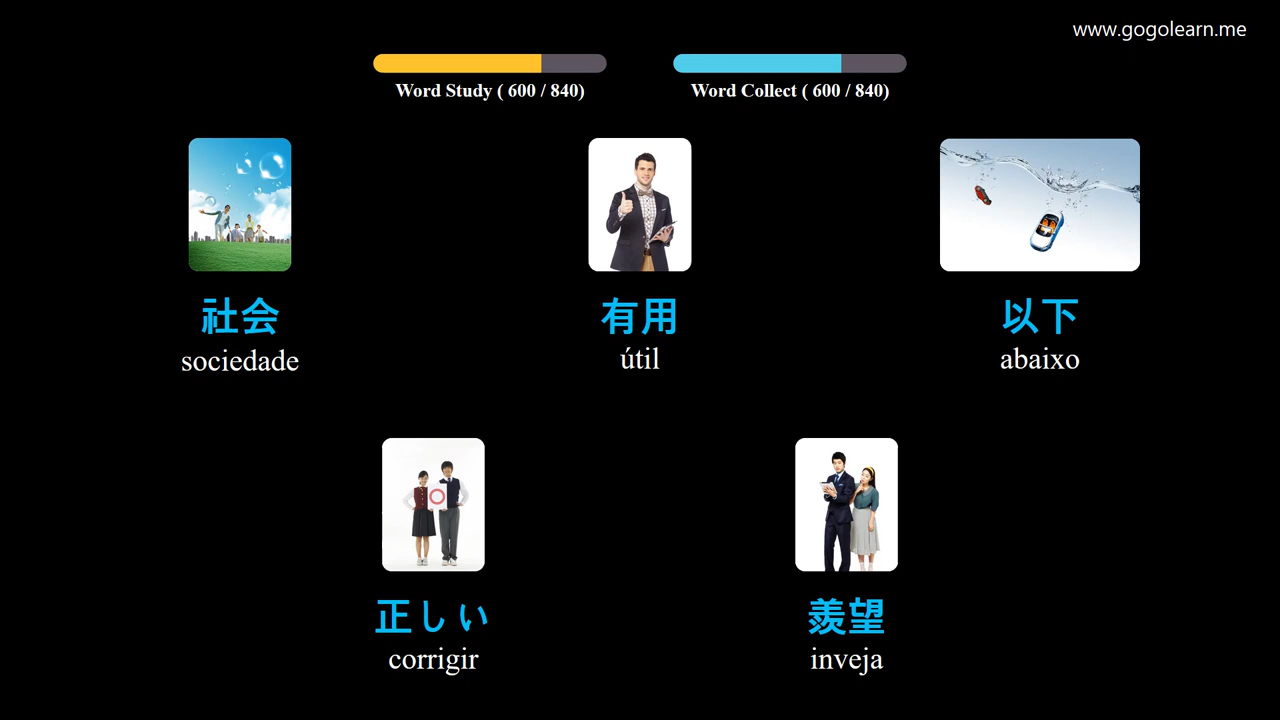 www.gogolearn.me
Word Study ( 600 / 840)
Word Collect ( 600 / 840)
社会
sociedade
有用
útil
以下
abaixo
正しい
corrigir
羨望
inveja